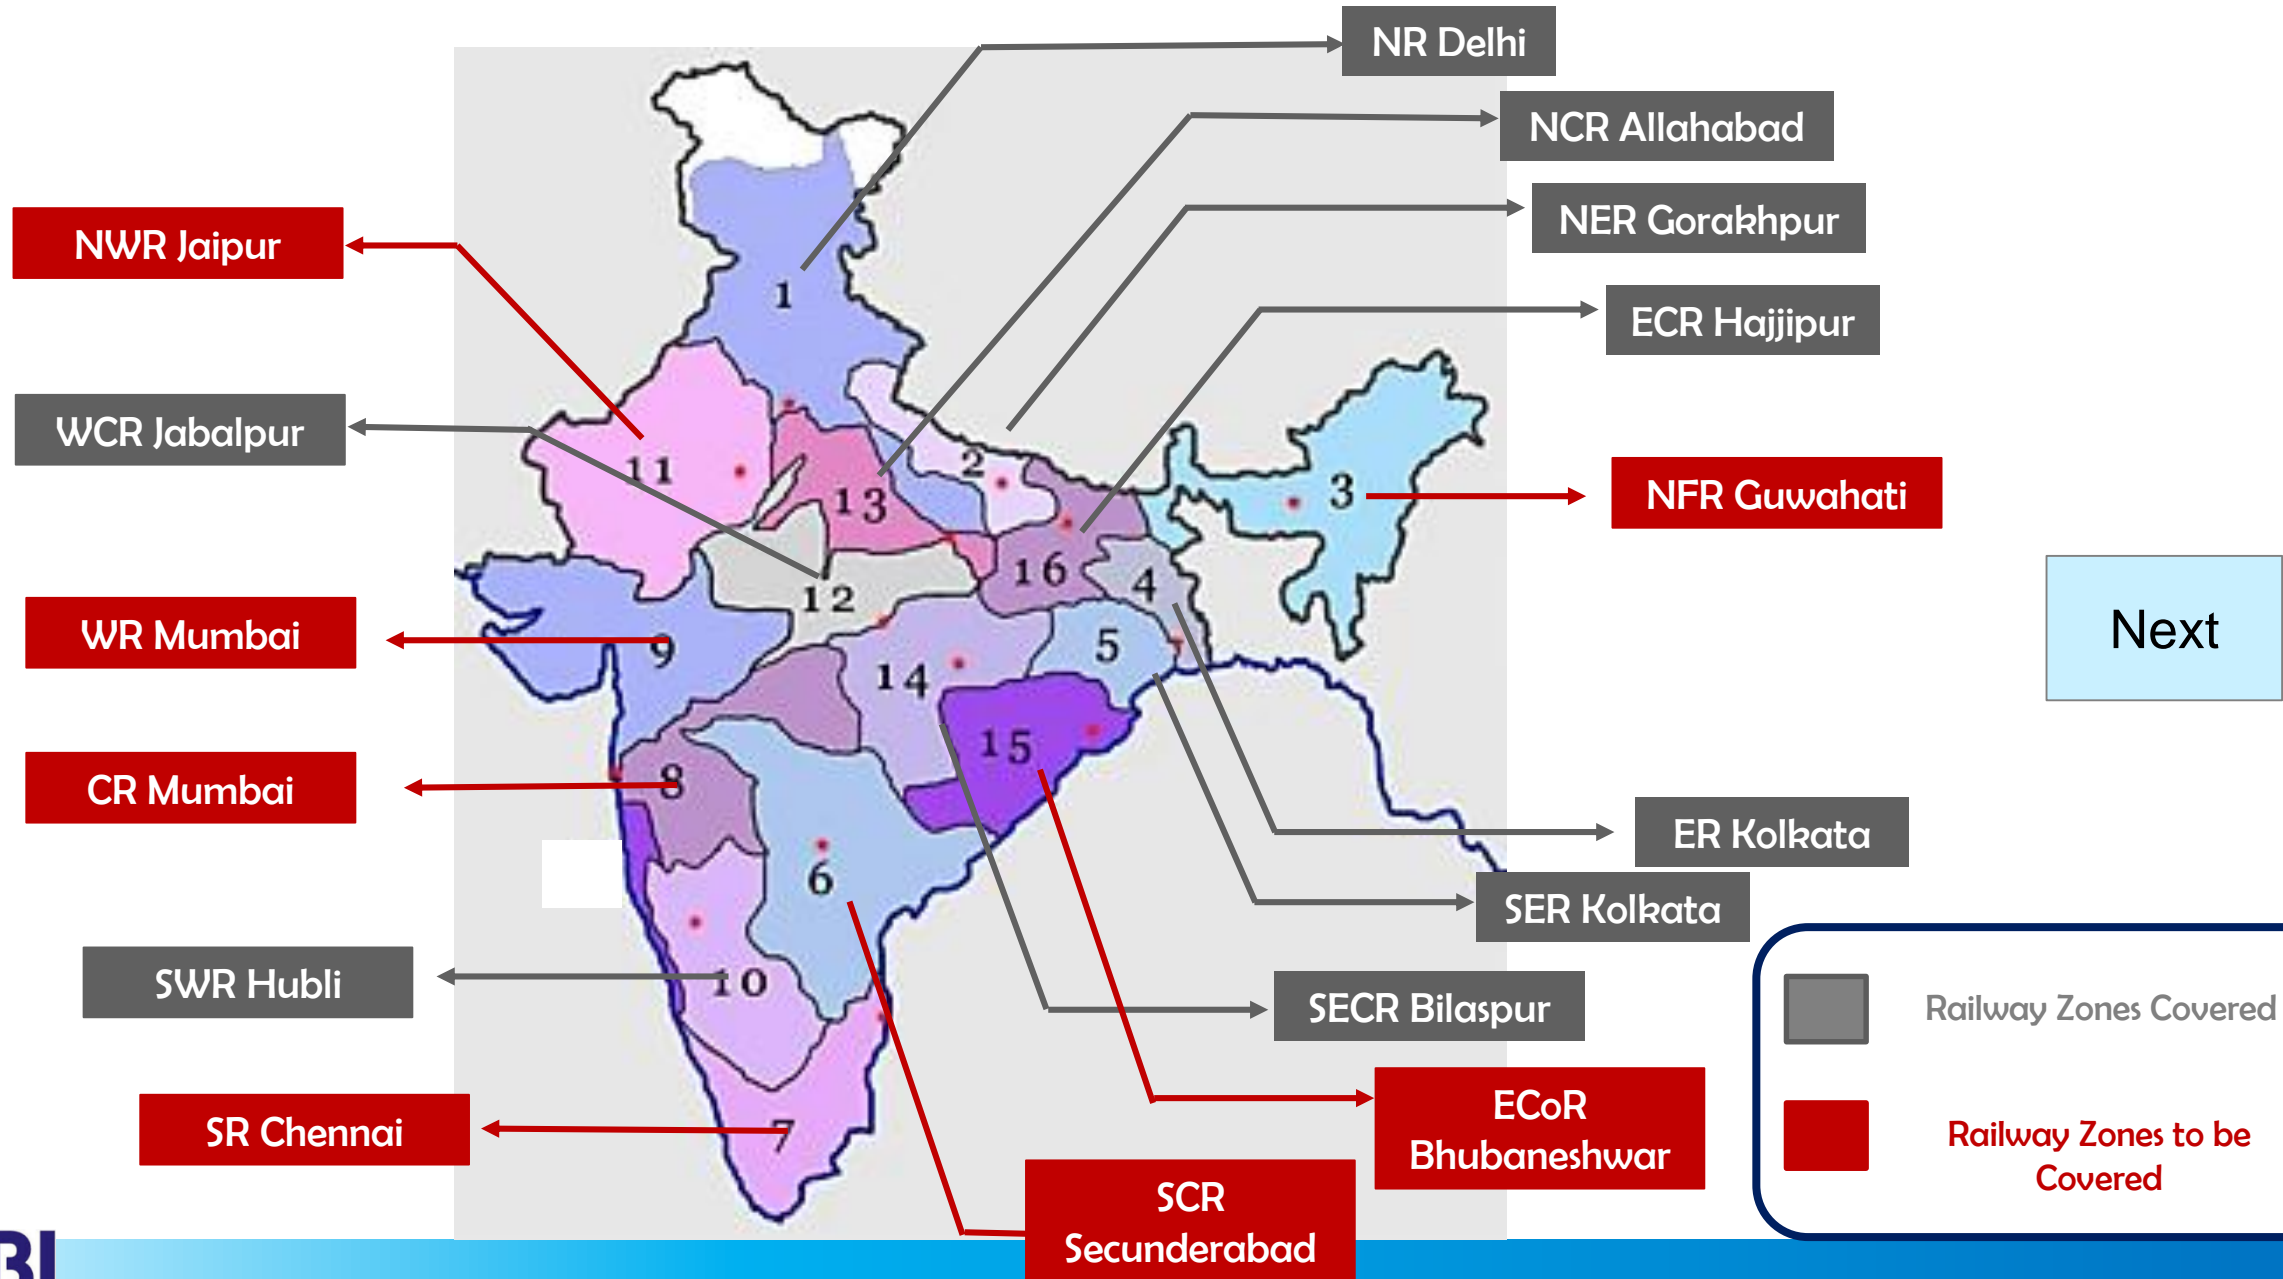 NR Delhi
NCR Allahabad
NER Gorakhpur
NWR Jaipur
ECR Hajjipur
1
WCR Jabalpur
11
2
13
3
NFR Guwahati
16
4
12
Next
WR Mumbai
9
5
14
15
CR Mumbai
8
ER Kolkata
6
SER Kolkata
SWR Hubli
10
SECR Bilaspur
Railway Zones Covered
SR Chennai
7
ECoR
Bhubaneshwar
Railway Zones to be
Covered
SCR
Secunderabad